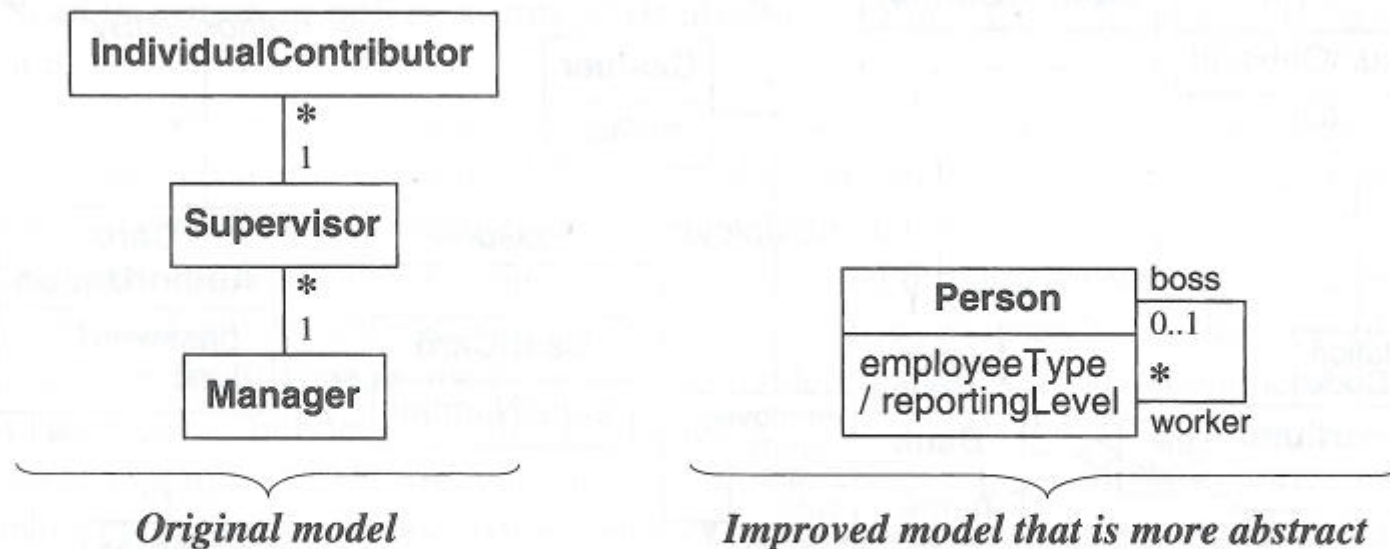 IndividualContributor
*
1
Supervisor
*
1
Manager
Original model
Person
employeeType
/ reportingLevel
boss
0..1
*
worker
Improved model that is more abstract